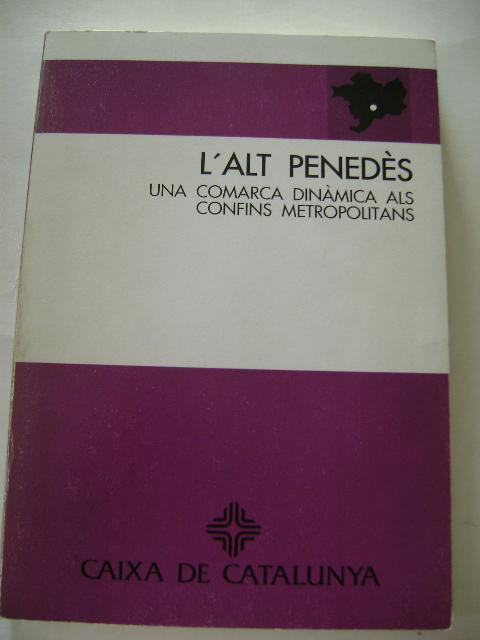 L´ALT PENEDÈS
UNA COMARCA DINÀMICA ALS
CONFINS METROPOLITANS
CAIXA DE CATALUNYA